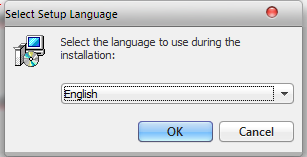 Select Setup Language
Select the language to use during the
installation:
English
OK
Cancel